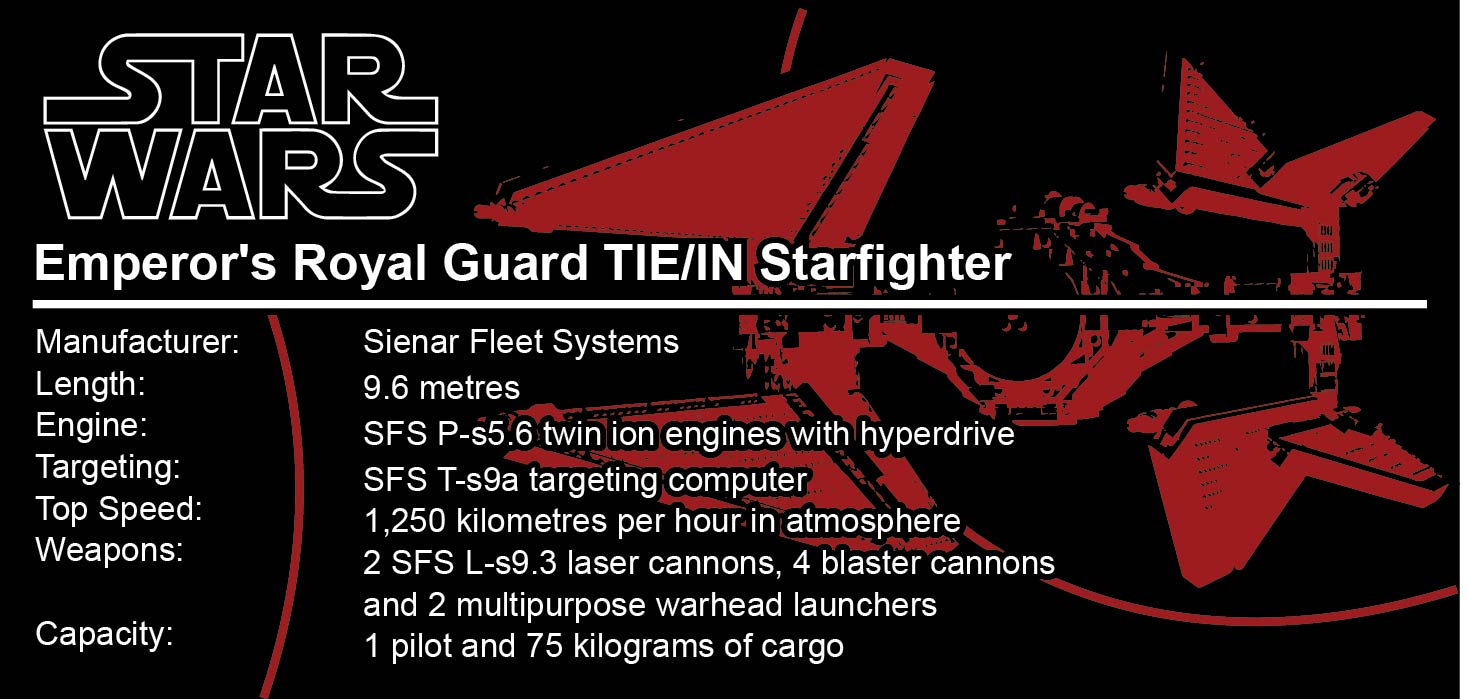 STAR
WARS
Emperor's Royal Guard TIE/IN Starfighter
Manufacturer: Sienar Fleet Systems
Length: 9.6 metres
Engine: SFS P-s5.6 twin ion engines with hyperdrive
Targeting: SFS T-s9a targeting computer
Top Speed: 1,250 kilometres per hour in atmosphere
Weapons: 2 SFS L-s9.3 laser cannons, 4 blaster cannons
and 2 multipurpose warhead launchers
Capacity: 1 pilot and 75 kilograms of cargo